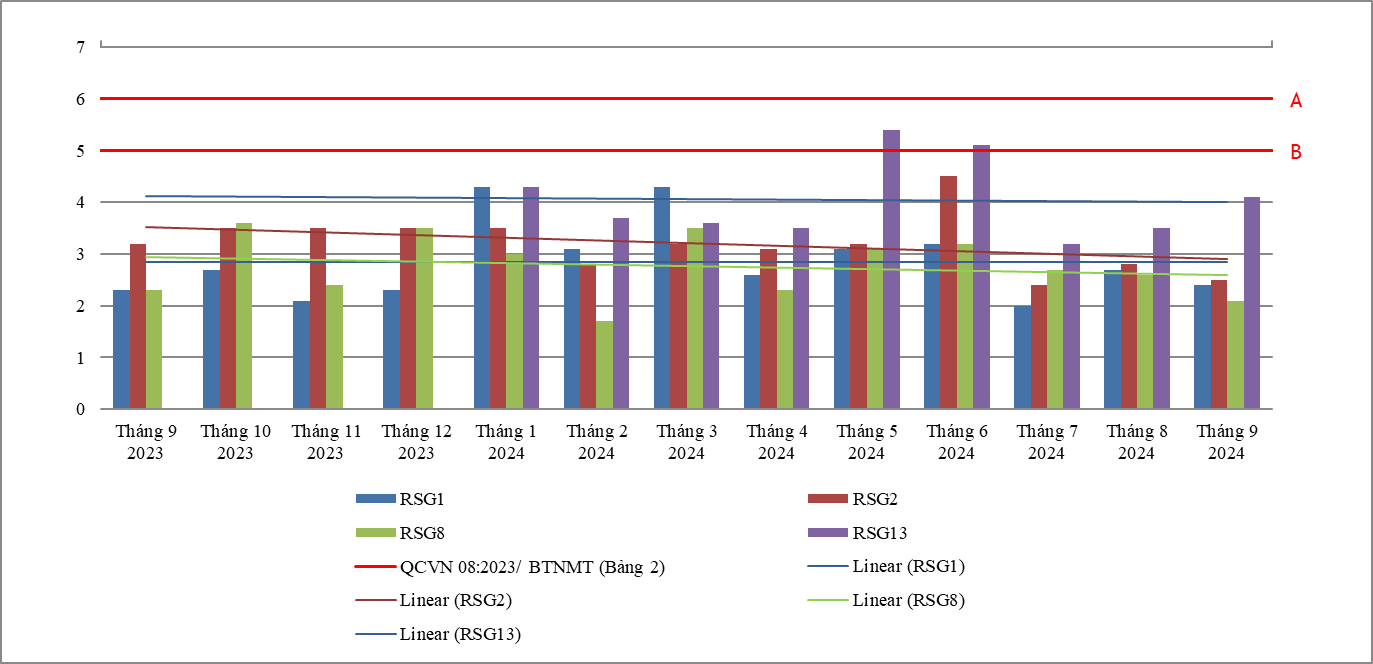 7
6
A
5
B
4
3
2
1
0
Tháng 9 2023
Tháng 10 2023
Tháng 11 2023
Tháng 12 2023
Tháng 1 2024
Tháng 2 2024
Tháng 3 2024
Tháng 4 2024
Tháng 5 2024
Tháng 6 2024
Tháng 7 2024
Tháng 8 2024
Tháng 9 2024
RSG1
RSG2
RSG8
RSG13
QCVN 08:2023/ BTNMT (Bảng 2)
Linear (RSG1)
Linear (RSG2)
Linear (RSG8)
Linear (RSG13)